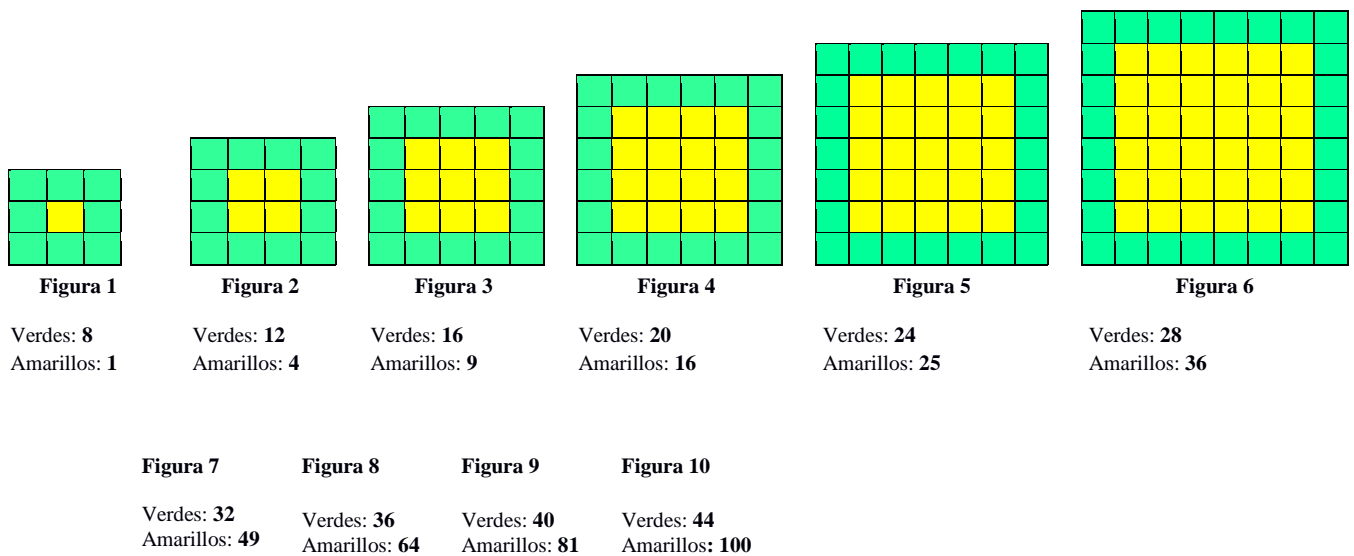 Figura 1
Figura 2
Figura 3
Figura 4
Figura 5
Figura 6
Verdes: 8
Amarillos: 1
Verdes: 12
Amarillos: 4
Verdes: 16
Amarillos: 9
Verdes: 20
Amarillos: 16
Verdes: 24
Amarillos: 25
Verdes: 28
Amarillos: 36
Figura 7
Verdes: 32
Amarillos: 49
Figura 8
Verdes: 36
Amarillos: 64
Figura 9
Verdes: 40
Amarillos: 81
Figura 10
Verdes: 44
Amarillos: 100